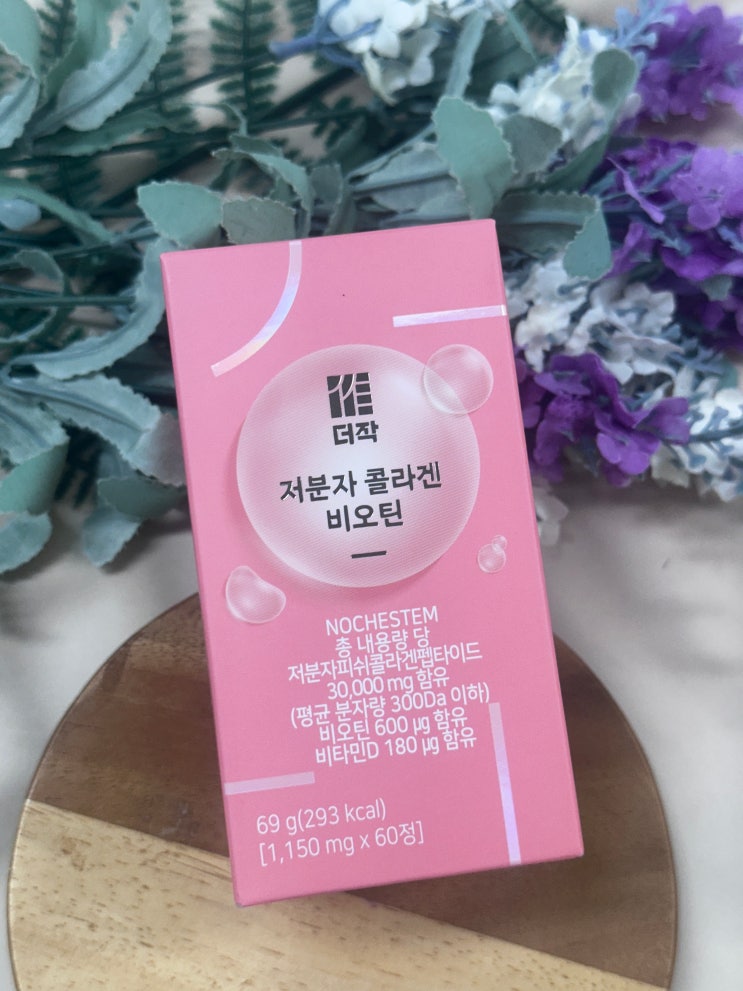 더작
저분자 콜라겐
비오틴
NOCHESTEM
총 내용량 당
저분자피쉬콜라겐펩타이드
30,000 mg 함유
(평균 분자량 300Da 이하)
비오틴 600 μg 함유
비타민D 180 μg 함유
69 g(293 kcal)
[1,150 mg x 60정]